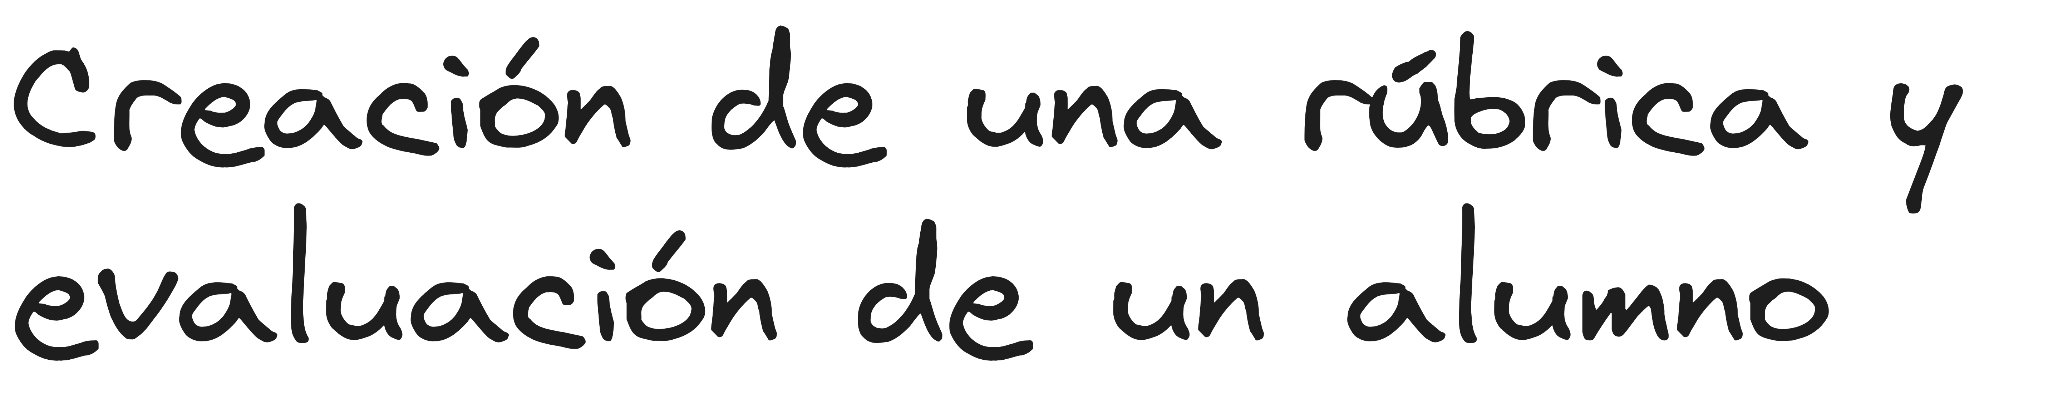 Creación de una rúbrica y
evaluación de un alumno